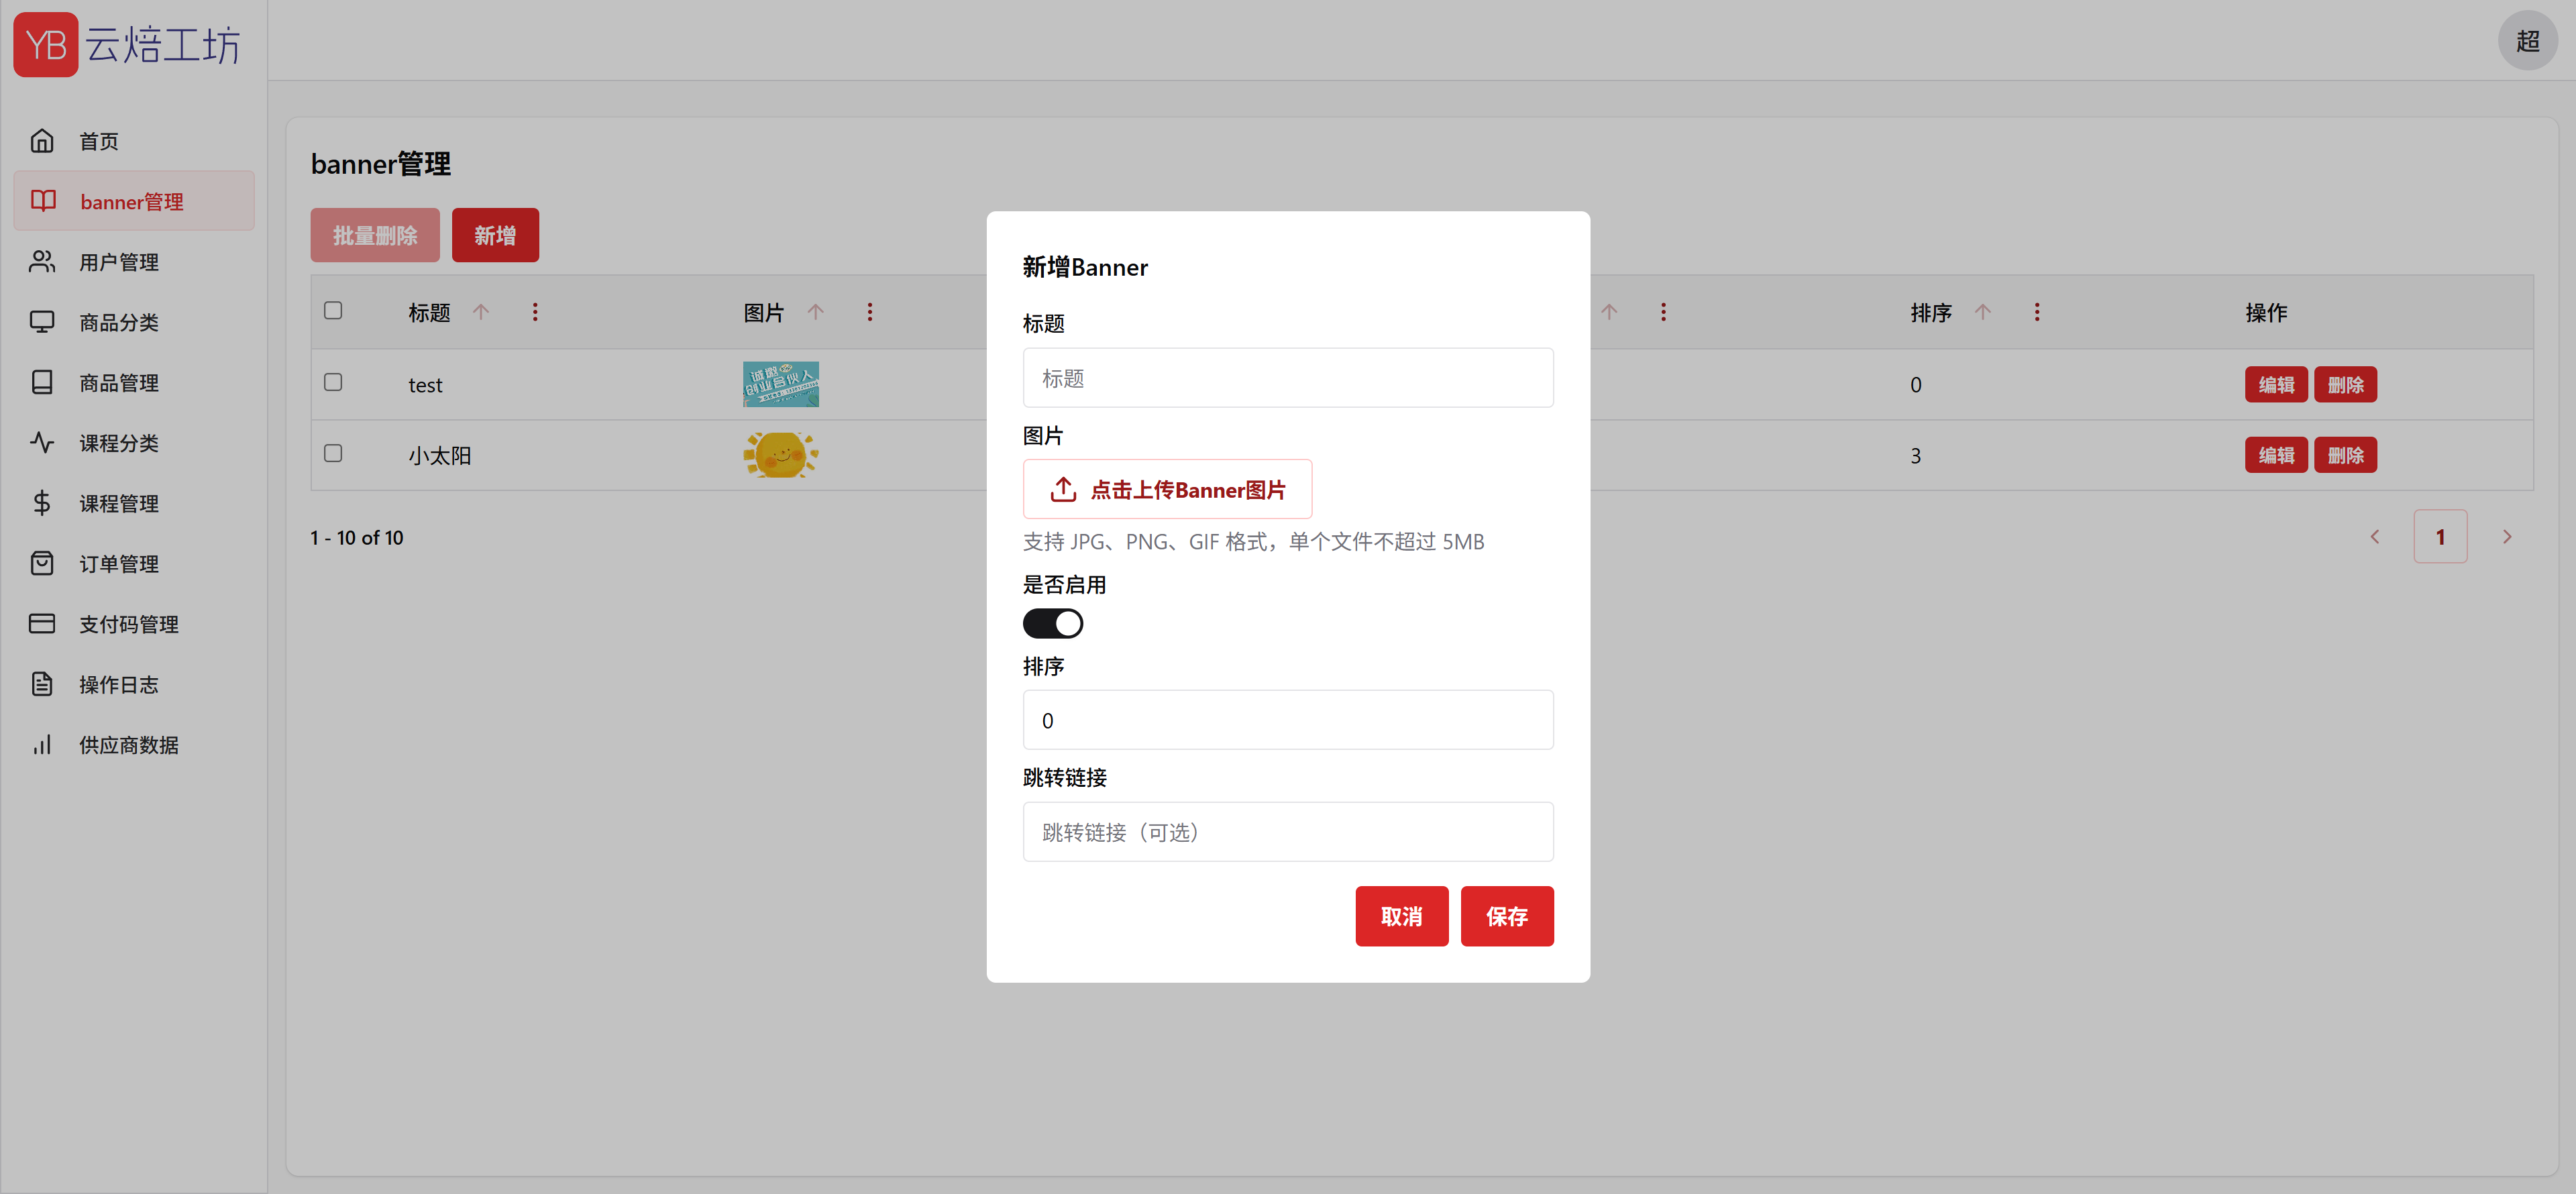 YB 云焙工坊
超
首页
banner管理
用户管理
商品分类
商品管理
课程分类
课程管理
订单管理
支付码管理
操作日志
供应商数据
banner管理
批量删除 新增
标题 图片 排序 操作
test 0 编辑 删除
诚邀
创业合伙人
小太阳 3 编辑 删除
1 - 10 of 10
1
新增Banner
标题
标题
图片
点击上传Banner图片
支持 JPG、PNG、GIF 格式，单个文件不超过 5MB
是否启用
排序
0
跳转链接
跳转链接（可选）
取消 保存